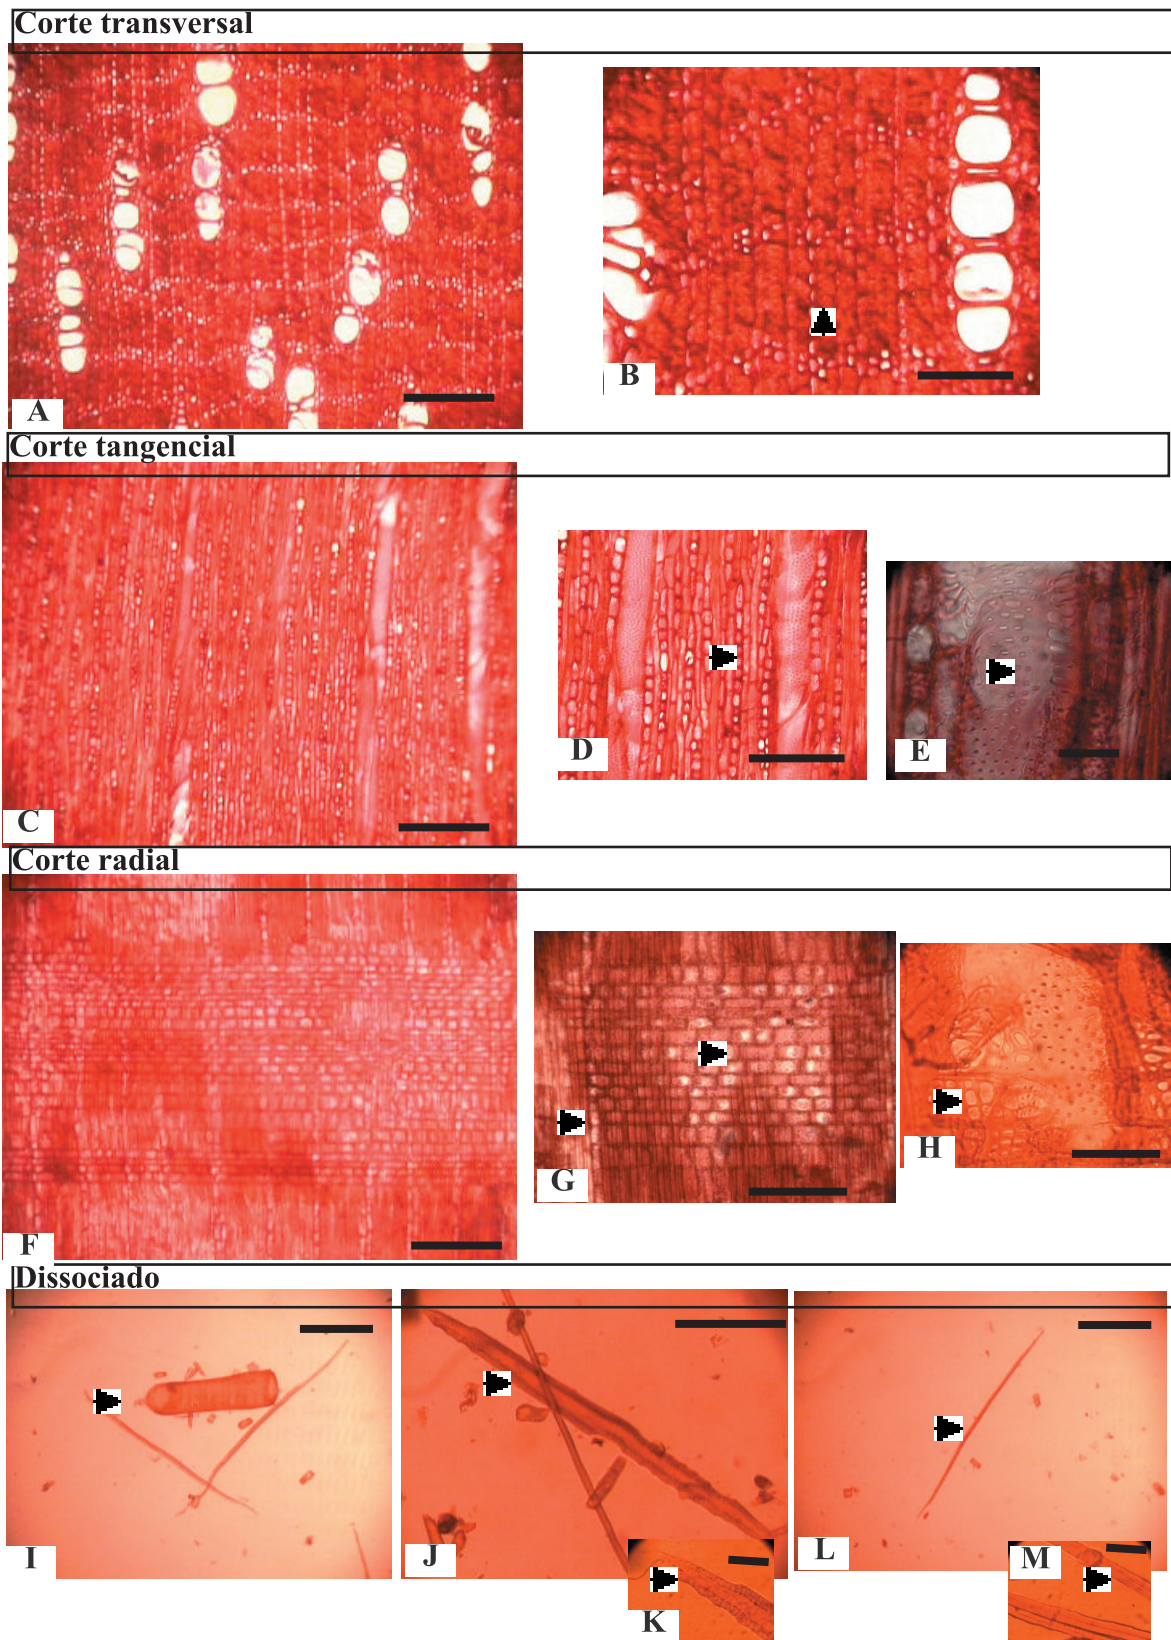 Corte transversal
A
B
Corte tangencial
C
D
E
Corte radial
F
G
H
Dissociado
I
J
K
L
M